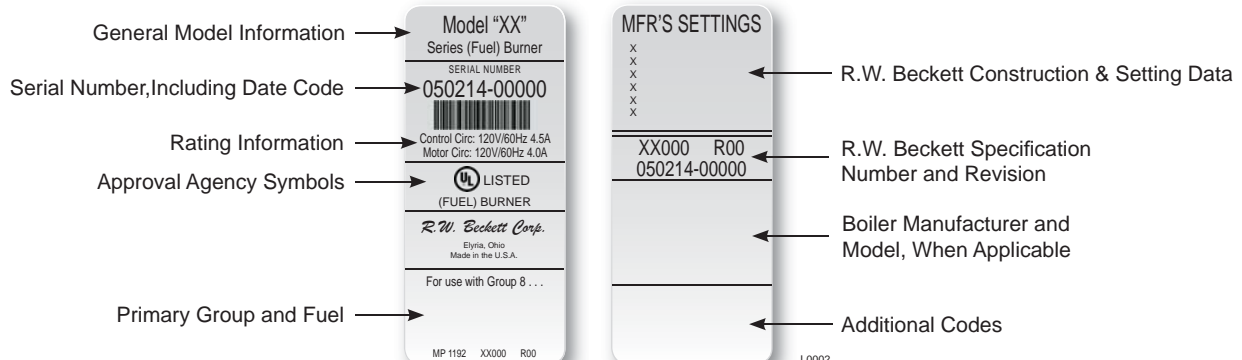 General Model Information
Serial Number,Including Date Code
Rating Information
Approval Agency Symbols
Primary Group and Fuel
Model “XX”
Series (Fuel) Burner
SERIAL NUMBER
050214-00000
Control Circ: 120V/60Hz 4.5A
Motor Circ: 120V/60Hz 4.0A
UL LISTED
(FUEL) BURNER
R.W. Beckett Corp.
Elyria, Ohio
Made in the U.S.A.
For use with Group 8 . . .
MP 1192 XX000 R00
MFR’S SETTINGS
X
X
X
X
X
X
XX000 R00
050214-00000
R.W. Beckett Construction & Setting Data
R.W. Beckett Specification
Number and Revision
Boiler Manufacturer and
Model, When Applicable
Additional Codes